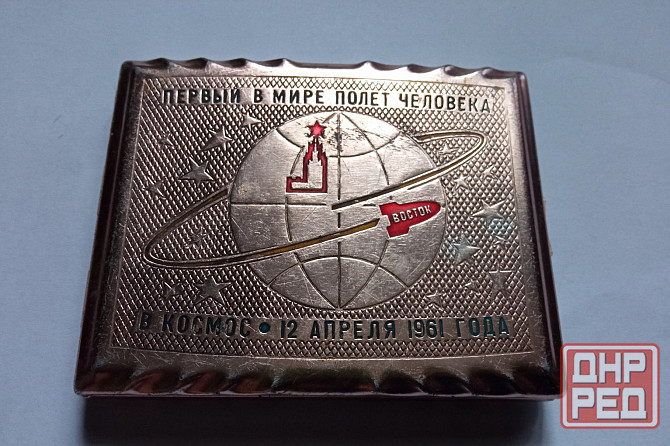 ПЕРВЫЙ В МИРЕ ПОЛЕТ ЧЕЛОВЕКА
ВОСТОК
В КОСМОС • 12 АПРЕЛЯ 1961 ГОДА
ДНР
РЕД